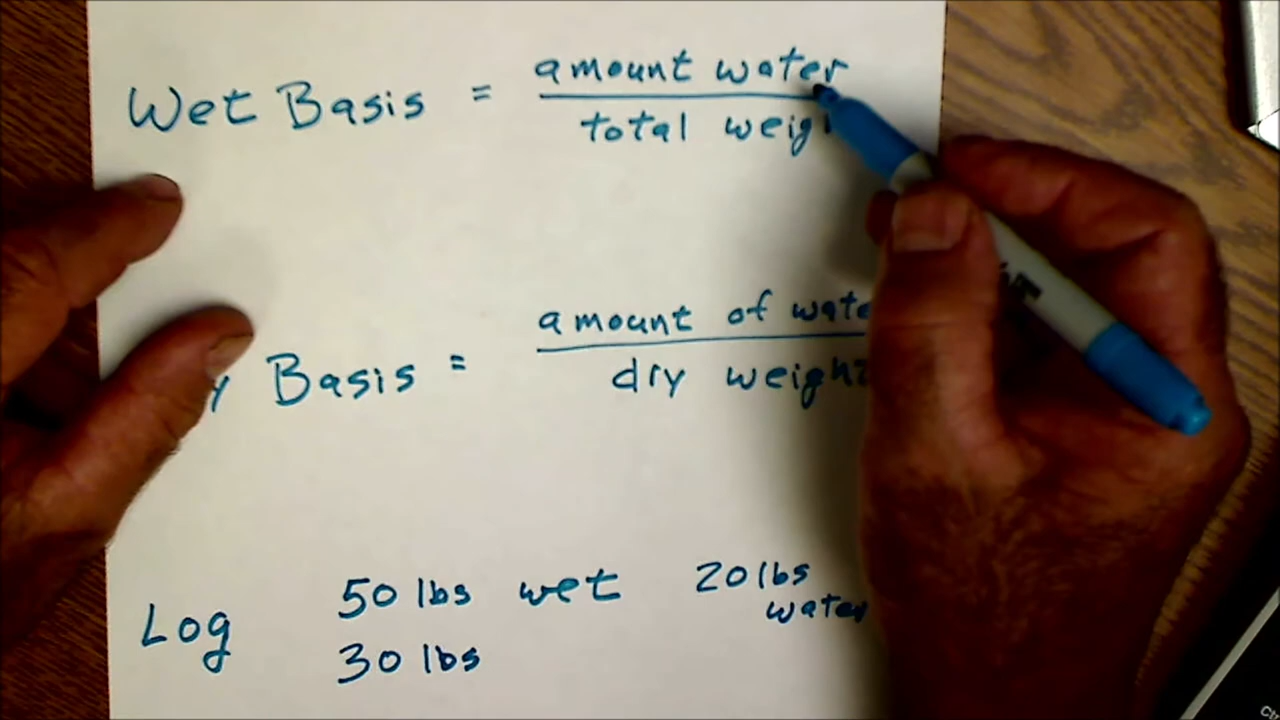 Wet Basis = amount water
total weig
y Basis = amount of wate
dry weight
Log 50 lbs wet 20 lbs
water
30 lbs